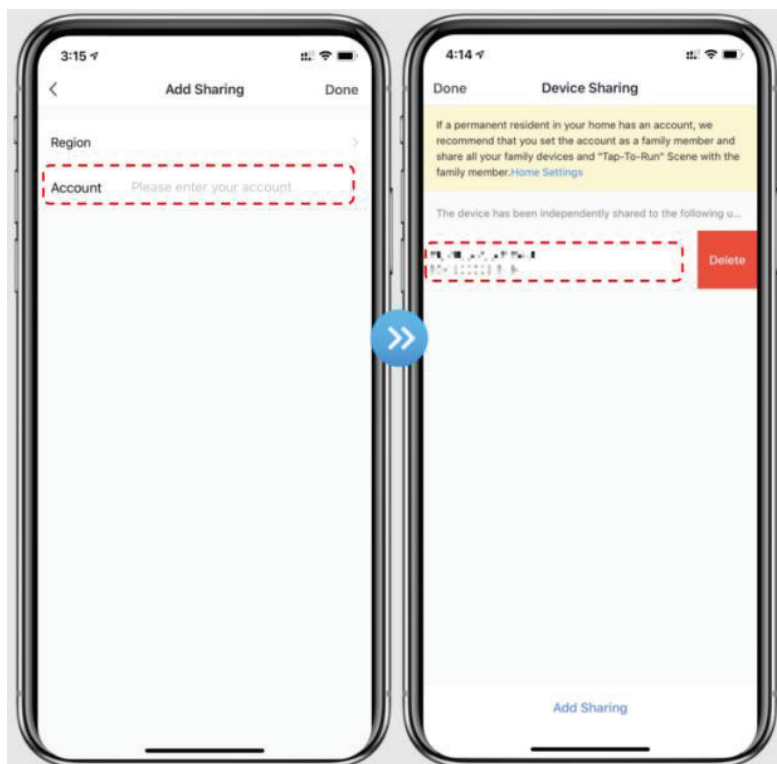 3:15
Add Sharing
Done
Region
Account Please enter your account
4:14
Done Device Sharing
If a permanent resident in your home has an account, we
recommend that you set the account as a family member and
share all your family devices and "Tap-To-Run" Scene with the
family member.Home Settings
The device has been independently shared to the following u...
Delete
Add Sharing